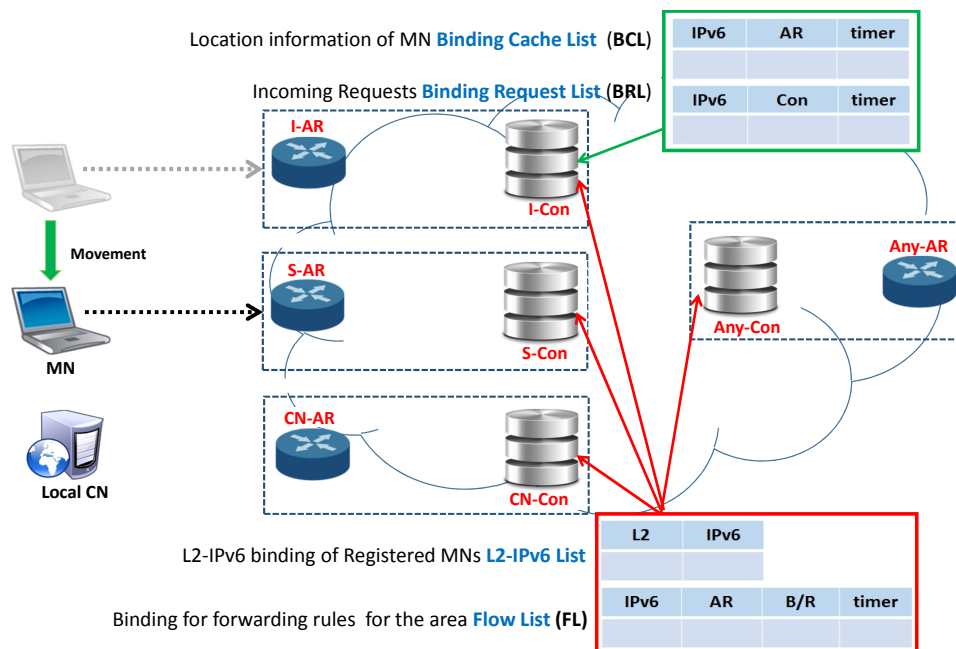 Location information of MN Binding Cache List (BCL)
IPv6 AR timer
Incoming Requests Binding Request List (BRL)
IPv6 Con timer
I-AR
I-Con
Movement
S-AR
S-Con
MN
Any-AR
Any-Con
CN-AR
CN-Con
Local CN
L2-IPv6 binding of Registered MNs L2-IPv6 List
L2 IPv6
Binding for forwarding rules for the area Flow List (FL)
IPv6 AR B/R timer